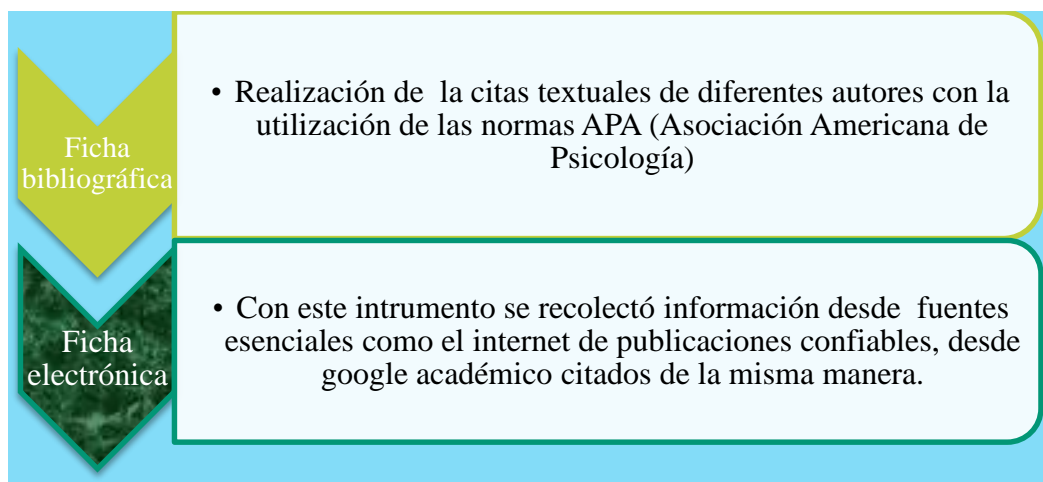 Ficha
bibliográfica
• Realización de la citas textuales de diferentes autores con la
utilización de las normas APA (Asociación Americana de
Psicología)
Ficha
electrónica
• Con este intrumento se recolectó información desde fuentes
esenciales como el internet de publicaciones confiables, desde
google académico citados de la misma manera.